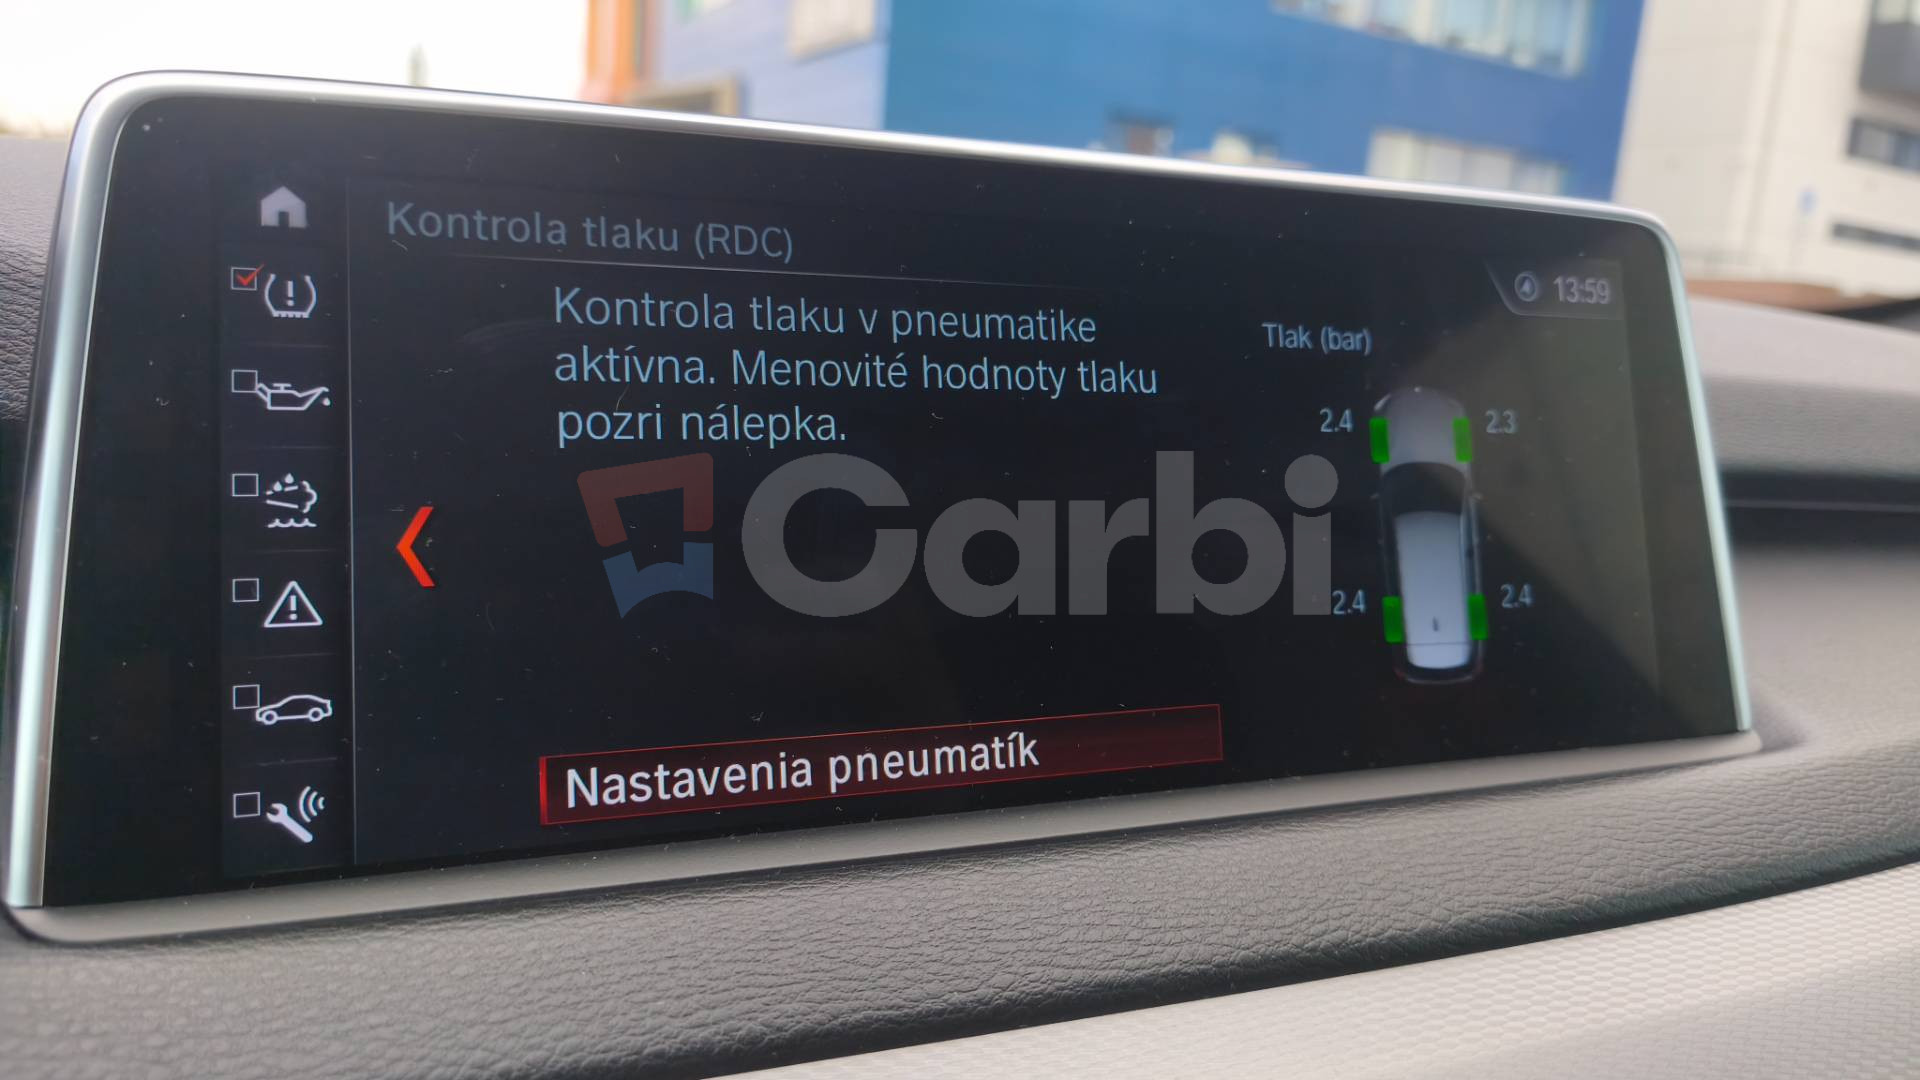 Kontrola tlaku (RDC)
13:59
Kontrola tlaku v pneumatike
aktívna. Menovité hodnoty tlaku
pozri nálepka.
Tlak (bar)
2.4 2.3
2.4 2.4
Carbi
Nastavenia pneumatík